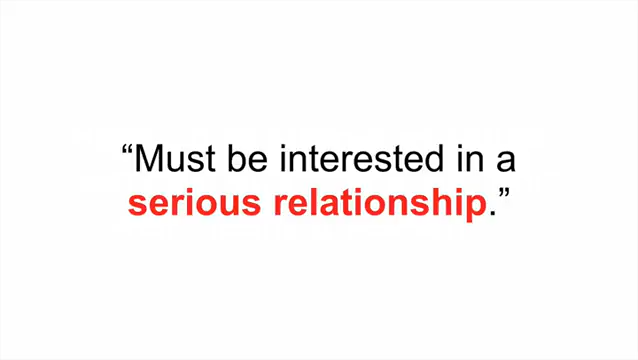 “Must be interested in a
serious relationship.”